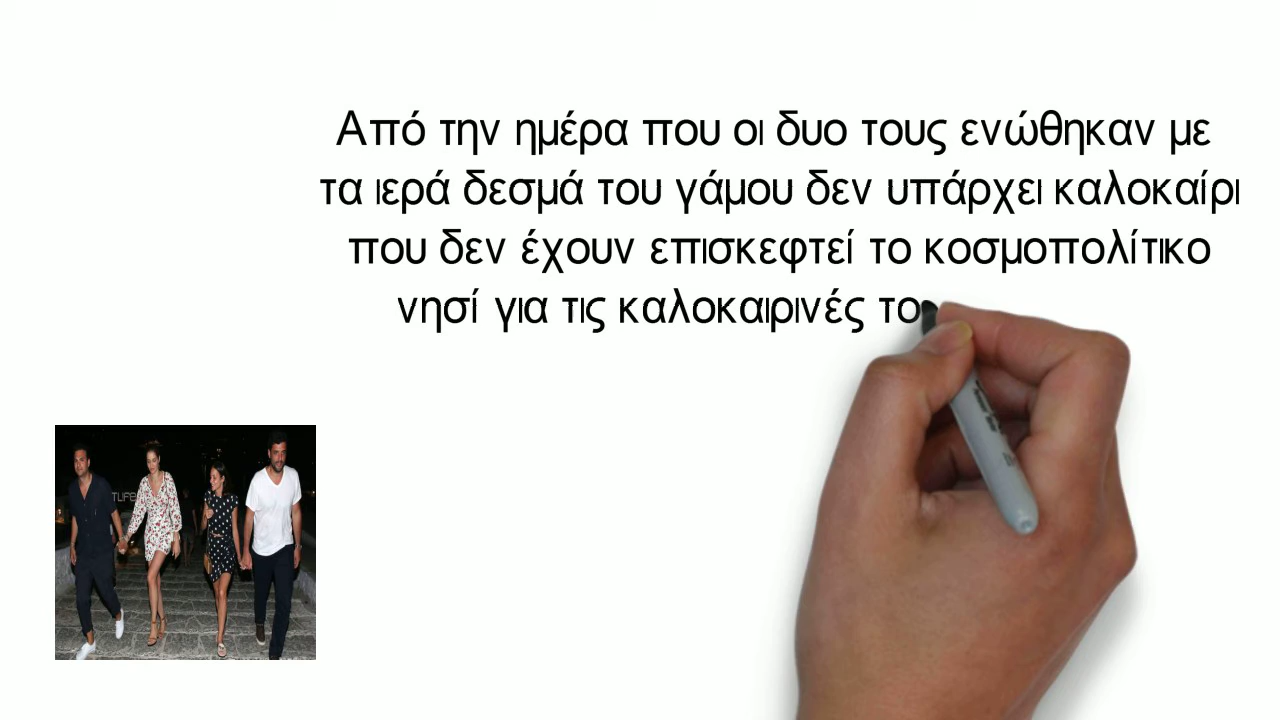 Από την ημέρα που οι δυο τους ενώθηκαν με
τα ιερά δεσμά του γάμου δεν υπάρχει καλοκαίρι
που δεν έχουν επισκεφτεί το κοσμοπολίτικο
νησί για τις καλοκαιρινές το